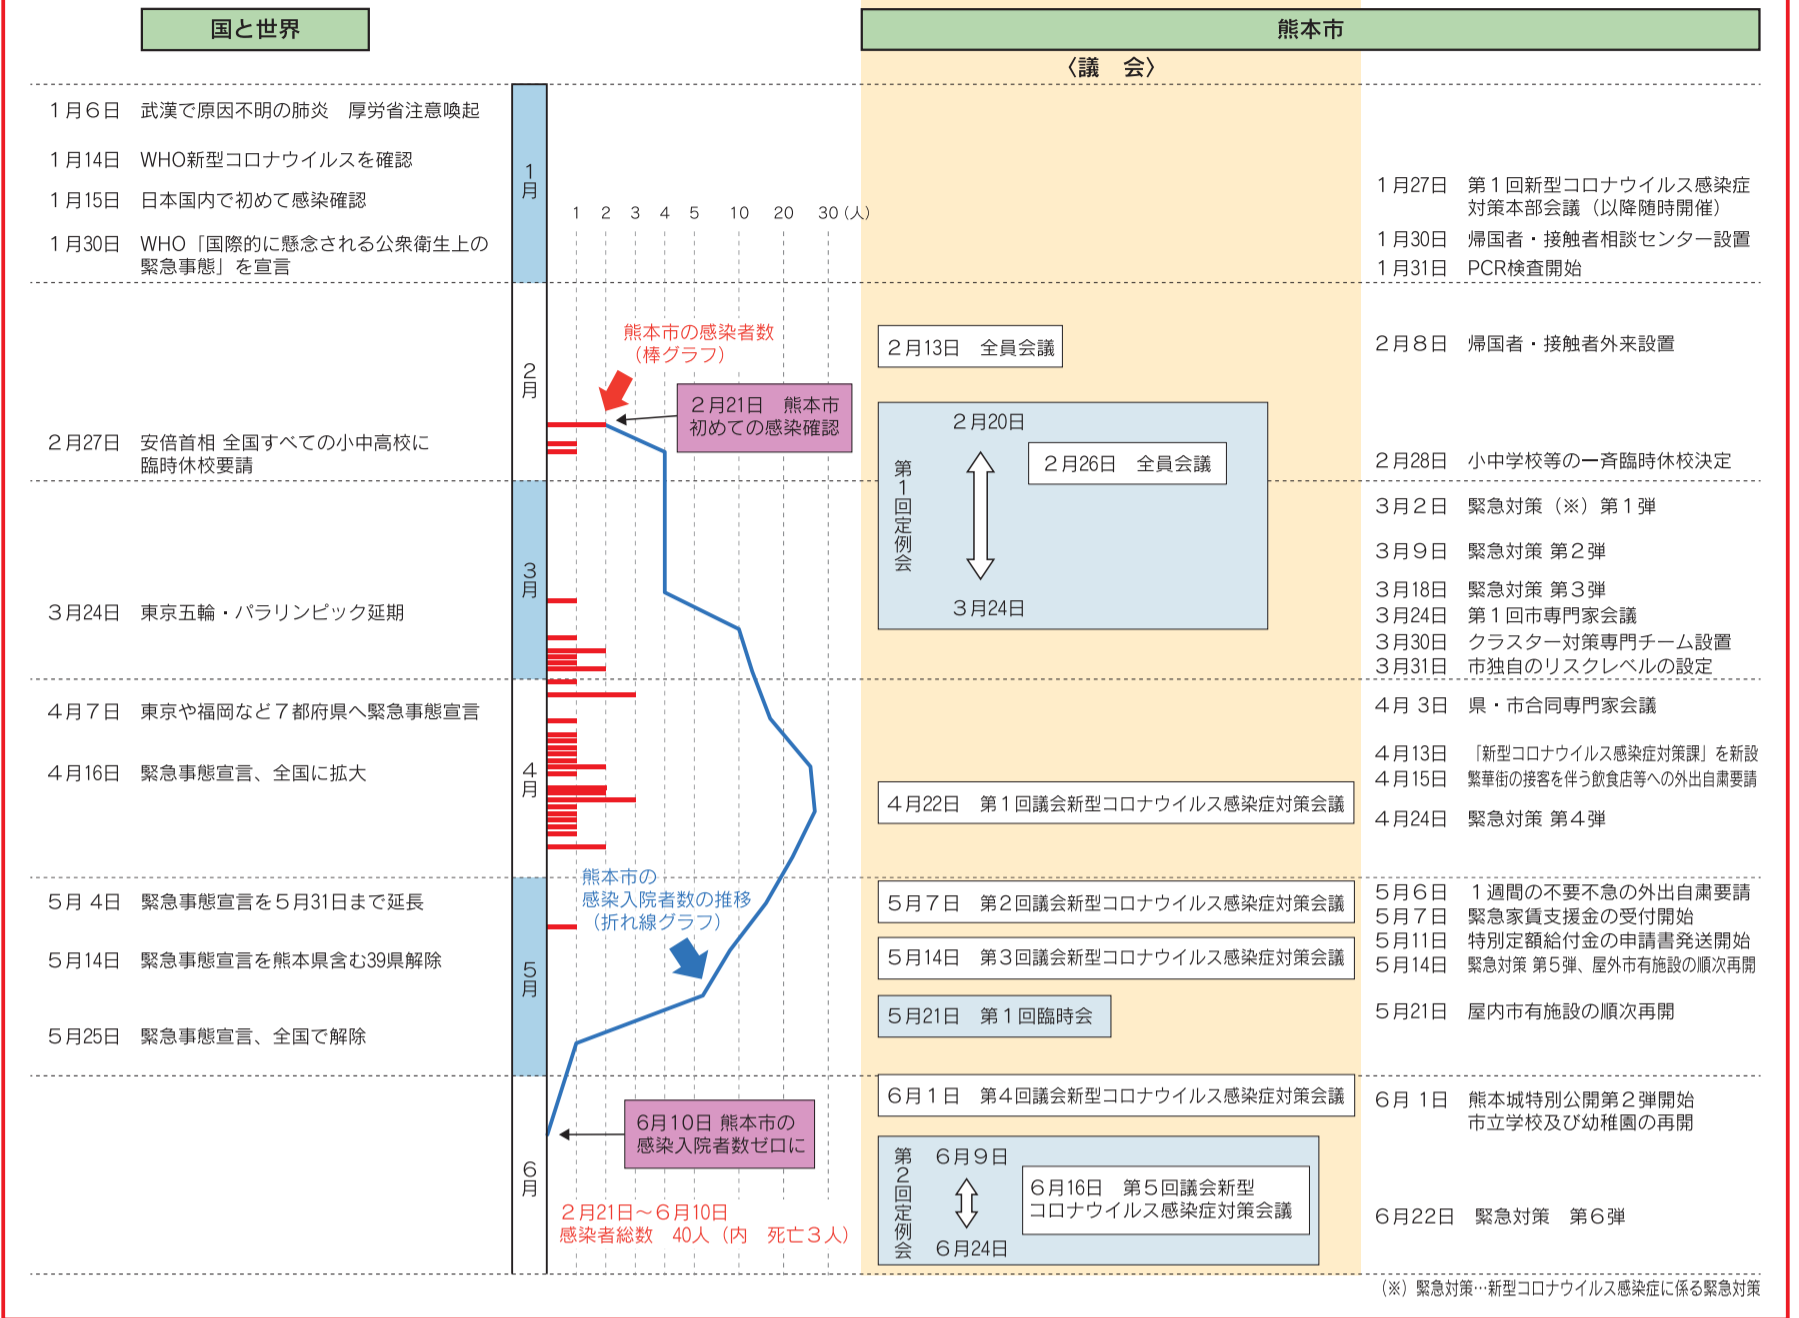 国と世界
1月6日 武漢で原因不明の肺炎　厚労省注意喚起
1月14日 WHO新型コロナウイルスを確認
1月15日 日本国内で初めて感染確認
1月30日 WHO「国際的に懸念される公衆衛生上の
緊急事態」を宣言
2月27日 安倍首相 全国すべての小中高校に
臨時休校要請
3月24日 東京五輪・パラリンピック延期
4月7日 東京や福岡など7都府県へ緊急事態宣言
4月16日 緊急事態宣言、全国に拡大
5月 4日 緊急事態宣言を5月31日まで延長
5月14日 緊急事態宣言を熊本県含む39県解除
5月25日 緊急事態宣言、全国で解除
1月
2月
3月
4月
5月
6月
1 2 3 4 5 10 20 30(人)
熊本市の感染者数
（棒グラフ）
2月21日　熊本市
初めての感染確認
熊本市の
感染入院者数の推移
（折れ線グラフ）
6月10日 熊本市の
感染入院者数ゼロに
2月21日～6月10日
感染者総数　40人（内　死亡3人）
熊本市
〈議　会〉
2月13日　全員会議
第1回定例会
2月20日
2月26日　全員会議
3月24日
4月22日　第1回議会新型コロナウイルス感染症対策会議
5月7日　第2回議会新型コロナウイルス感染症対策会議
5月14日　第3回議会新型コロナウイルス感染症対策会議
5月21日　第1回臨時会
6月1日　第4回議会新型コロナウイルス感染症対策会議
第2回定例会
6月9日
6月16日　第5回議会新型
コロナウイルス感染症対策会議
6月24日
1月27日 第1回新型コロナウイルス感染症
対策本部会議（以降随時開催）
1月30日 帰国者・接触者相談センター設置
1月31日 PCR検査開始
2月8日 帰国者・接触者外来設置
2月28日 小中学校等の一斉臨時休校決定
3月2日 緊急対策（※）第1弾
3月9日 緊急対策 第2弾
3月18日 緊急対策 第3弾
3月24日 第1回市専門家会議
3月30日 クラスター対策専門チーム設置
3月31日 市独自のリスクレベルの設定
4月 3日 県・市合同専門家会議
4月13日 「新型コロナウイルス感染症対策課」を新設
4月15日 繁華街の接客を伴う飲食店等への外出自粛要請
4月24日 緊急対策 第4弾
5月6日 1週間の不要不急の外出自粛要請
5月7日 緊急家賃支援金の受付開始
5月11日 特別定額給付金の申請書発送開始
5月14日 緊急対策 第5弾、屋外市有施設の順次再開
5月21日 屋内市有施設の順次再開
6月 1日 熊本城特別公開第2弾開始
市立学校及び幼稚園の再開
6月22日 緊急対策　第6弾
（※）緊急対策…新型コロナウイルス感染症に係る緊急対策